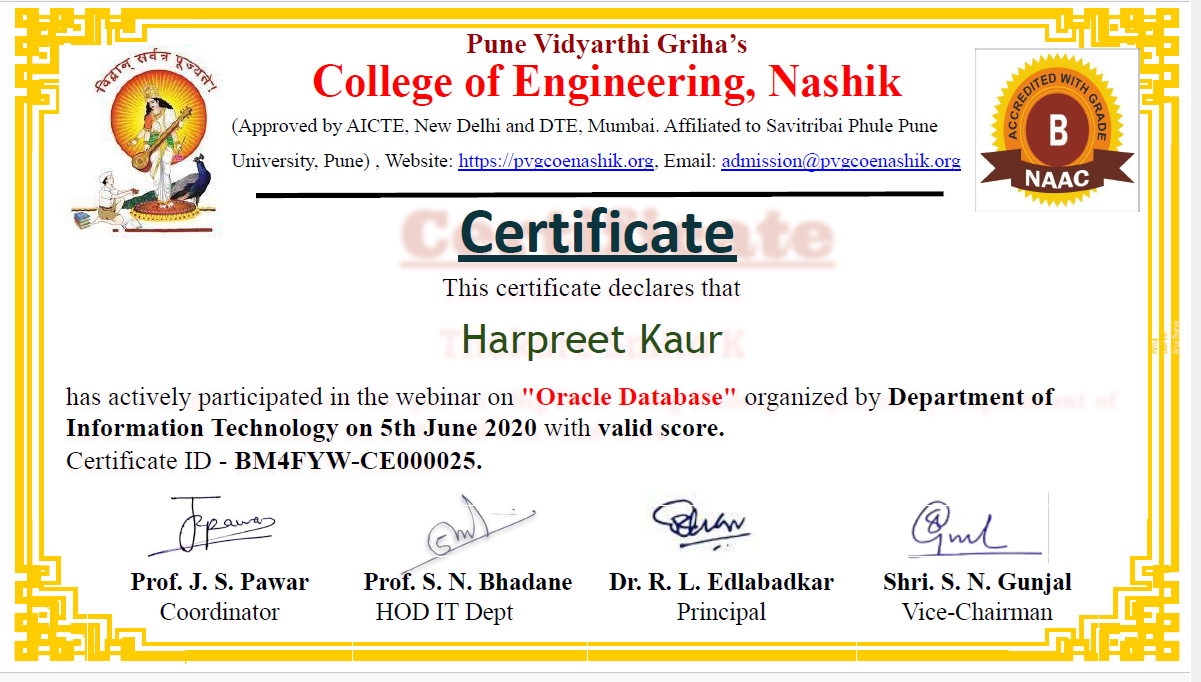 Pune Vidyarthi Griha's
College of Engineering, Nashik
(Approved by AICTE, New Delhi and DTE, Mumbai. Affiliated to Savitribai Phule Pune
University, Pune) , Website: https://pvgcoenashik.org, Email: admission@pvgcoenashik.org
विद्वान् सर्वत्र पूज्यते!
ACCREDITED WITH GRADE
B
NAAC
Certificate
Certificate
This certificate declares that
Harpreet Kaur
has actively participated in the webinar on "Oracle Database" organized by Department of
Information Technology on 5th June 2020 with valid score.
Certificate ID - BM4FYW-CE000025.
Prof. J. S. Pawar
Coordinator
Prof. S. N. Bhadane
HOD IT Dept
Dr. R. L. Edlabadkar
Principal
Shri. S. N. Gunjal
Vice-Chairman